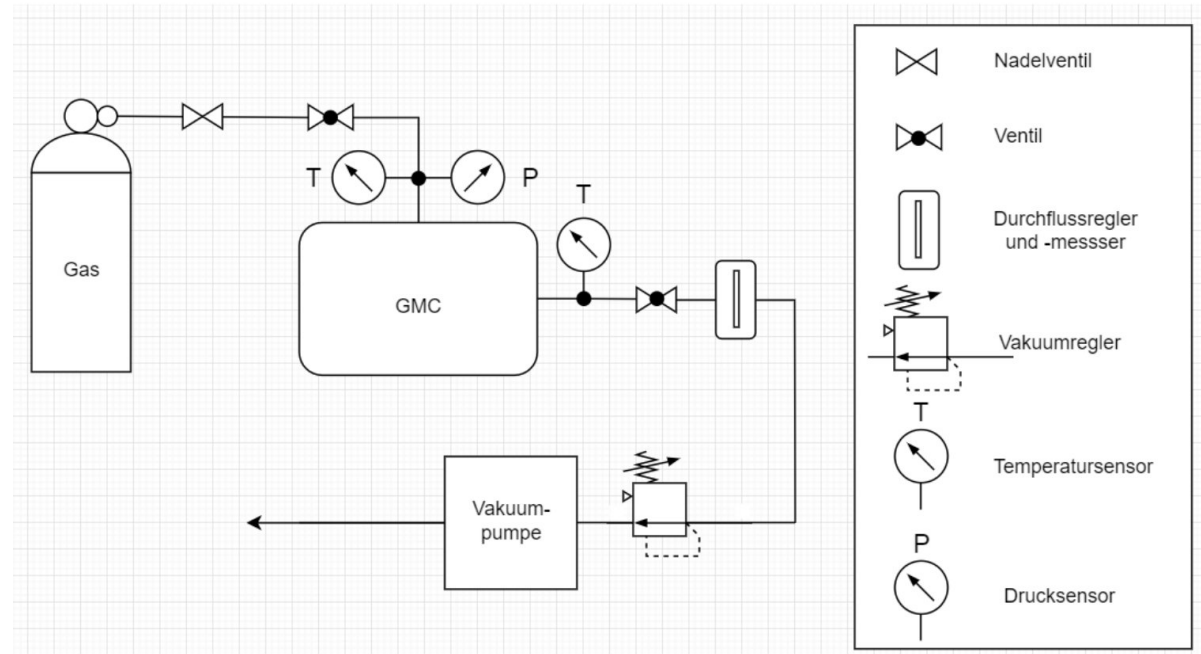 Gas
T
P
GMC
T
Vakuum-
pumpe
Nadelventil
Ventil
Durchflussregler
und -messser
Vakuumregler
T
Temperatursensor
P
Drucksensor